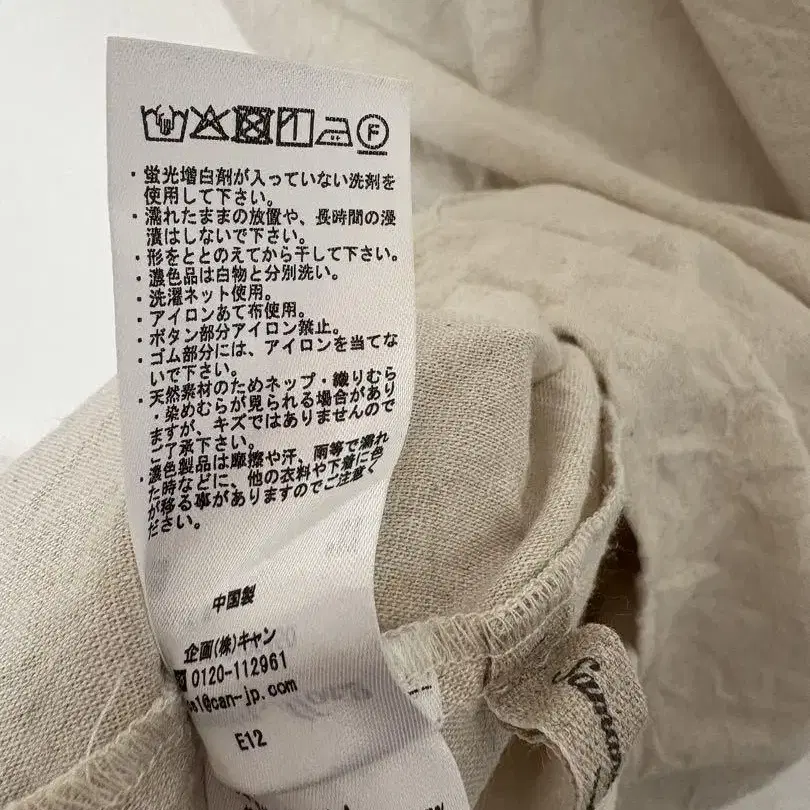 F
・蛍光増白剤が入っていない洗剤を
使用して下さい。
・濡れたままの放置や、長時間の浸
漬はしないで下さい。
・形をととのえてから干して下さい。
・濃色品は白物と分別洗い。
・洗濯ネット使用。
・アイロンあて布使用。
・ボタン部分アイロン禁止。
・ゴム部分には、アイロンを当てな
いで下さい。
・天然素材のためネップ・織りむら
・染めむらが見られる場合があり
ますが、キズではありませんので
ご了承下さい。
・濃色製品は摩擦や汗、雨等で濡れ
た時などに、他の衣料や下着に色
が移る事がありますのでご注意く
ださい。
中国製
企画(株)キャン
0120-112961
@can-jp.com
E12